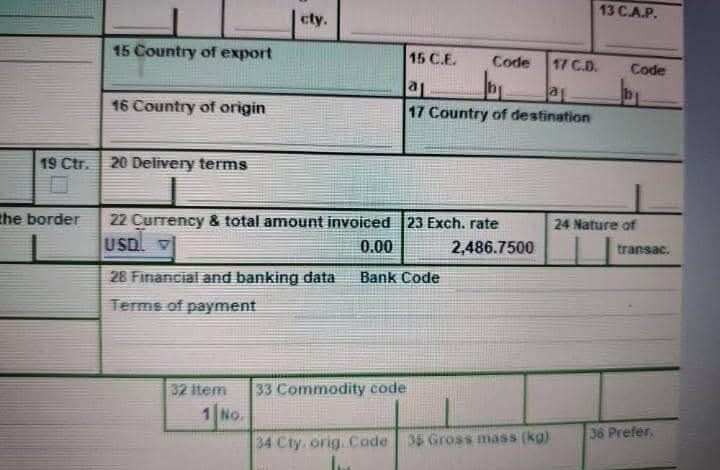 cty.
13 C.A.P.
15 Country of export
15 C.E. Code
17 C.D. Code
a
b
a
b
16 Country of origin
17 Country of destination
19 Ctr.
20 Delivery terms
the border
22 Currency & total amount invoiced
23 Exch. rate
24 Nature of
USD
0.00
2,486.7500
transac.
28 Financial and banking data Bank Code
Terms of payment
32 Item
33 Commodity code
1 No.
34 Cty. orig. Code
35 Gross mass (kg)
36 Prefer.